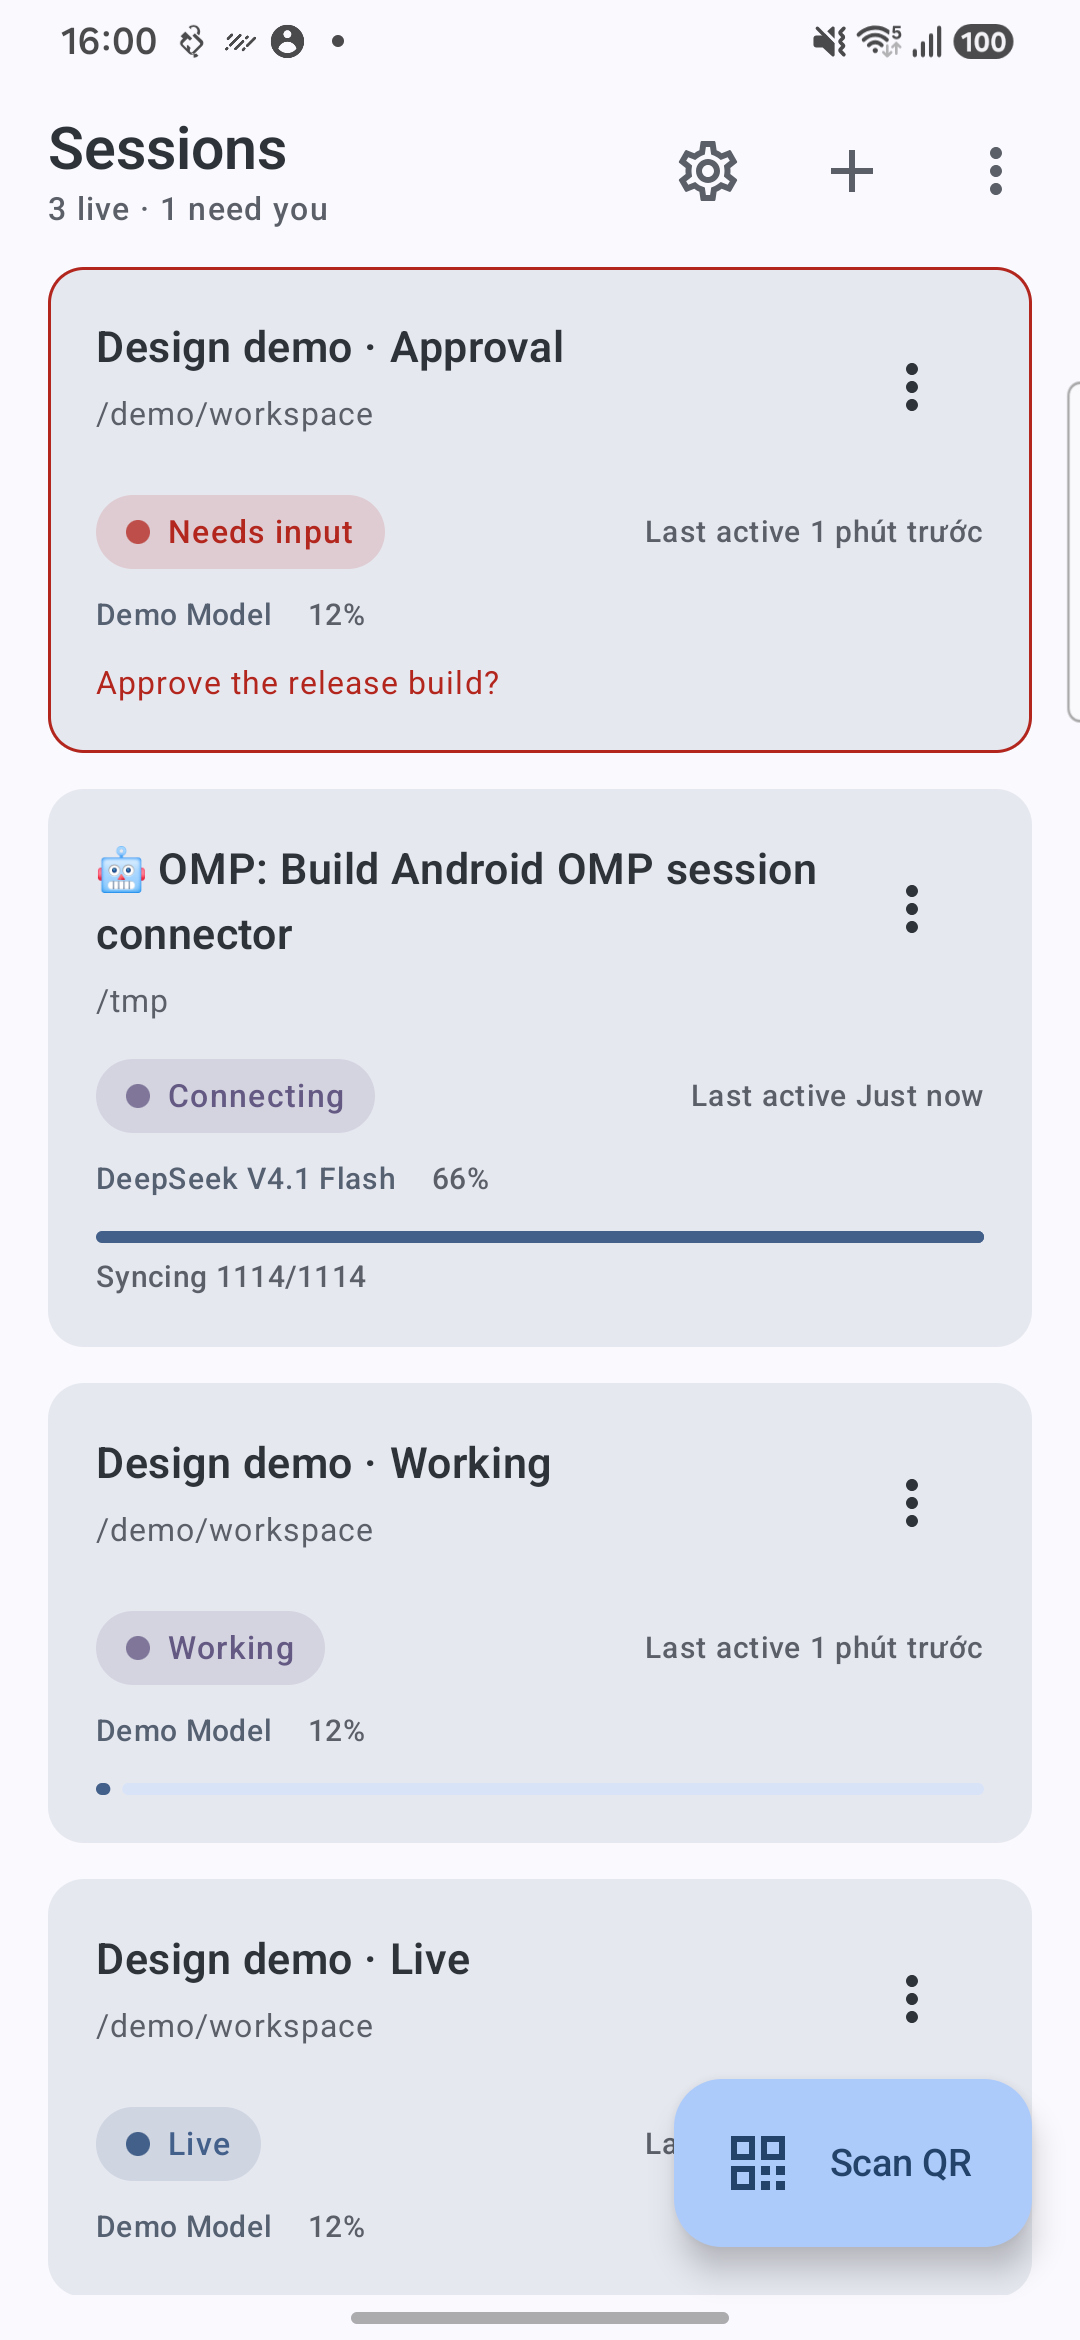 16:00
5
100
Sessions
3 live · 1 need you
Design demo · Approval
/demo/workspace
Needs input
Last active 1 phút trước
Demo Model 12%
Approve the release build?
OMP: Build Android OMP session
connector
/tmp
Connecting
Last active Just now
DeepSeek V4.1 Flash 66%
Syncing 1114/1114
Design demo · Working
/demo/workspace
Working
Last active 1 phút trước
Demo Model 12%
Design demo · Live
/demo/workspace
Live
La
Scan QR
Demo Model 12%